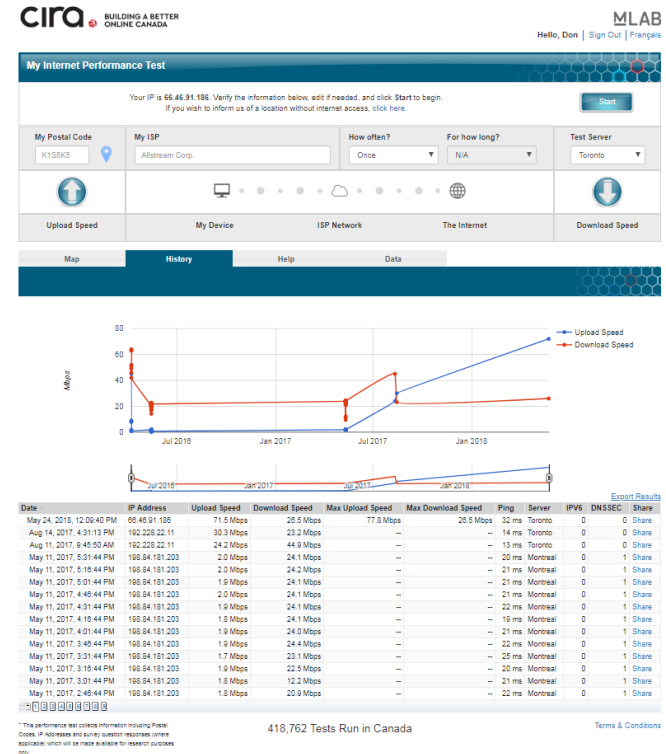 cira BUILDING A BETTER
ONLINE CANADA
MLAB
Hello, Don | Sign Out | Français
My Internet Performance Test
Your IP is 66.46.91.186. Verify the information below, edit if needed, and click Start to begin.
If you wish to inform us of a location without internet access, click here.
Start
My Postal Code My ISP How often? For how long? Test Server
K1S5K5 Allstream Corp. Once N/A Toronto
Upload Speed My Device ISP Network The Internet Download Speed
Map History Help Data
80
60
40
20
0
Mbps
Jul 2016 Jan 2017 Jul 2017 Jan 2018
Upload Speed
Download Speed
Jul 2016 Jan 2017 Jul 2017 Jan 2018
Export Results
Date IP Address Upload Speed Download Speed Max Upload Speed Max Download Speed Ping Server IPV6 DNSSEC Share
May 24, 2018, 12:09:40 PM 66.46.91.186 71.5 Mbps 26.5 Mbps 77.8 Mbps 26.5 Mbps 32 ms Toronto 0 0 Share
Aug 14, 2017, 4:31:13 PM 192.228.22.11 30.3 Mbps 23.2 Mbps -- -- 14 ms Toronto 0 0 Share
Aug 11, 2017, 9:45:50 AM 192.228.22.11 24.2 Mbps 44.9 Mbps -- -- 13 ms Toronto 0 0 Share
May 11, 2017, 5:31:44 PM 198.84.181.203 2.0 Mbps 24.1 Mbps -- -- 20 ms Montreal 0 1 Share
May 11, 2017, 5:16:44 PM 198.84.181.203 2.0 Mbps 24.2 Mbps -- -- 21 ms Montreal 0 1 Share
May 11, 2017, 5:01:44 PM 198.84.181.203 1.9 Mbps 24.1 Mbps -- -- 21 ms Montreal 0 1 Share
May 11, 2017, 4:46:44 PM 198.84.181.203 2.0 Mbps 24.1 Mbps -- -- 21 ms Montreal 0 1 Share
May 11, 2017, 4:31:44 PM 198.84.181.203 1.9 Mbps 24.1 Mbps -- -- 22 ms Montreal 0 1 Share
May 11, 2017, 4:16:44 PM 198.84.181.203 1.8 Mbps 24.1 Mbps -- -- 19 ms Montreal 0 1 Share
May 11, 2017, 4:01:44 PM 198.84.181.203 1.9 Mbps 24.0 Mbps -- -- 21 ms Montreal 0 1 Share
May 11, 2017, 3:46:44 PM 198.84.181.203 1.9 Mbps 24.4 Mbps -- -- 22 ms Montreal 0 1 Share
May 11, 2017, 3:31:44 PM 198.84.181.203 1.7 Mbps 23.1 Mbps -- -- 25 ms Montreal 0 1 Share
May 11, 2017, 3:16:44 PM 198.84.181.203 1.9 Mbps 22.5 Mbps -- -- 20 ms Montreal 0 1 Share
May 11, 2017, 3:01:44 PM 198.84.181.203 1.8 Mbps 12.2 Mbps -- -- 21 ms Montreal 0 1 Share
May 11, 2017, 2:46:44 PM 198.84.181.203 1.8 Mbps 20.9 Mbps -- -- 22 ms Montreal 0 1 Share
1 2 3 4 5 6 7 8 9
* This performance test collects information including Postal
Codes, IP Addresses and survey question responses (where
applicable) which will be made available for research purposes
only.
418,762 Tests Run in Canada
Terms & Conditions